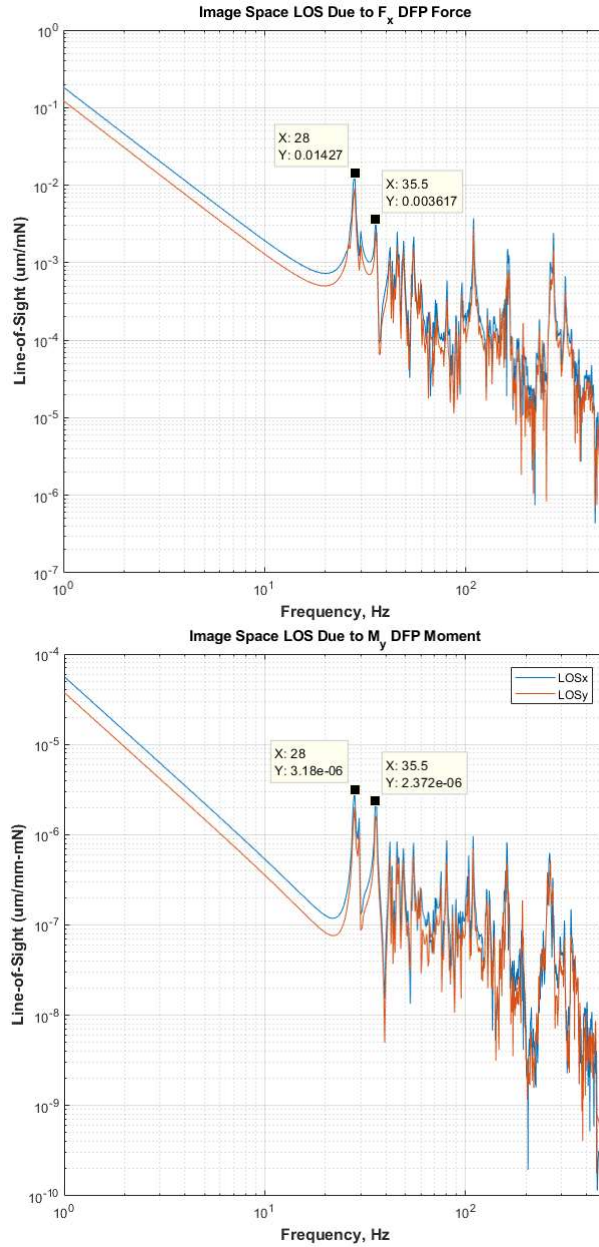 Image Space LOS Due to Fx DFP Force
10^0
10^-1
10^-2
10^-3
10^-4
10^-5
10^-6
10^-7
Line-of-Sight (um/mN)
X: 28
Y: 0.01427
X: 35.5
Y: 0.003617
10^0
10^1
10^2
Frequency, Hz
Image Space LOS Due to My DFP Moment
10^-4
10^-5
10^-6
10^-7
10^-8
10^-9
10^-10
Line-of-Sight (um/mm-mN)
LOSx
LOSy
X: 28
Y: 3.18e-06
X: 35.5
Y: 2.372e-06
10^0
10^1
10^2
Frequency, Hz